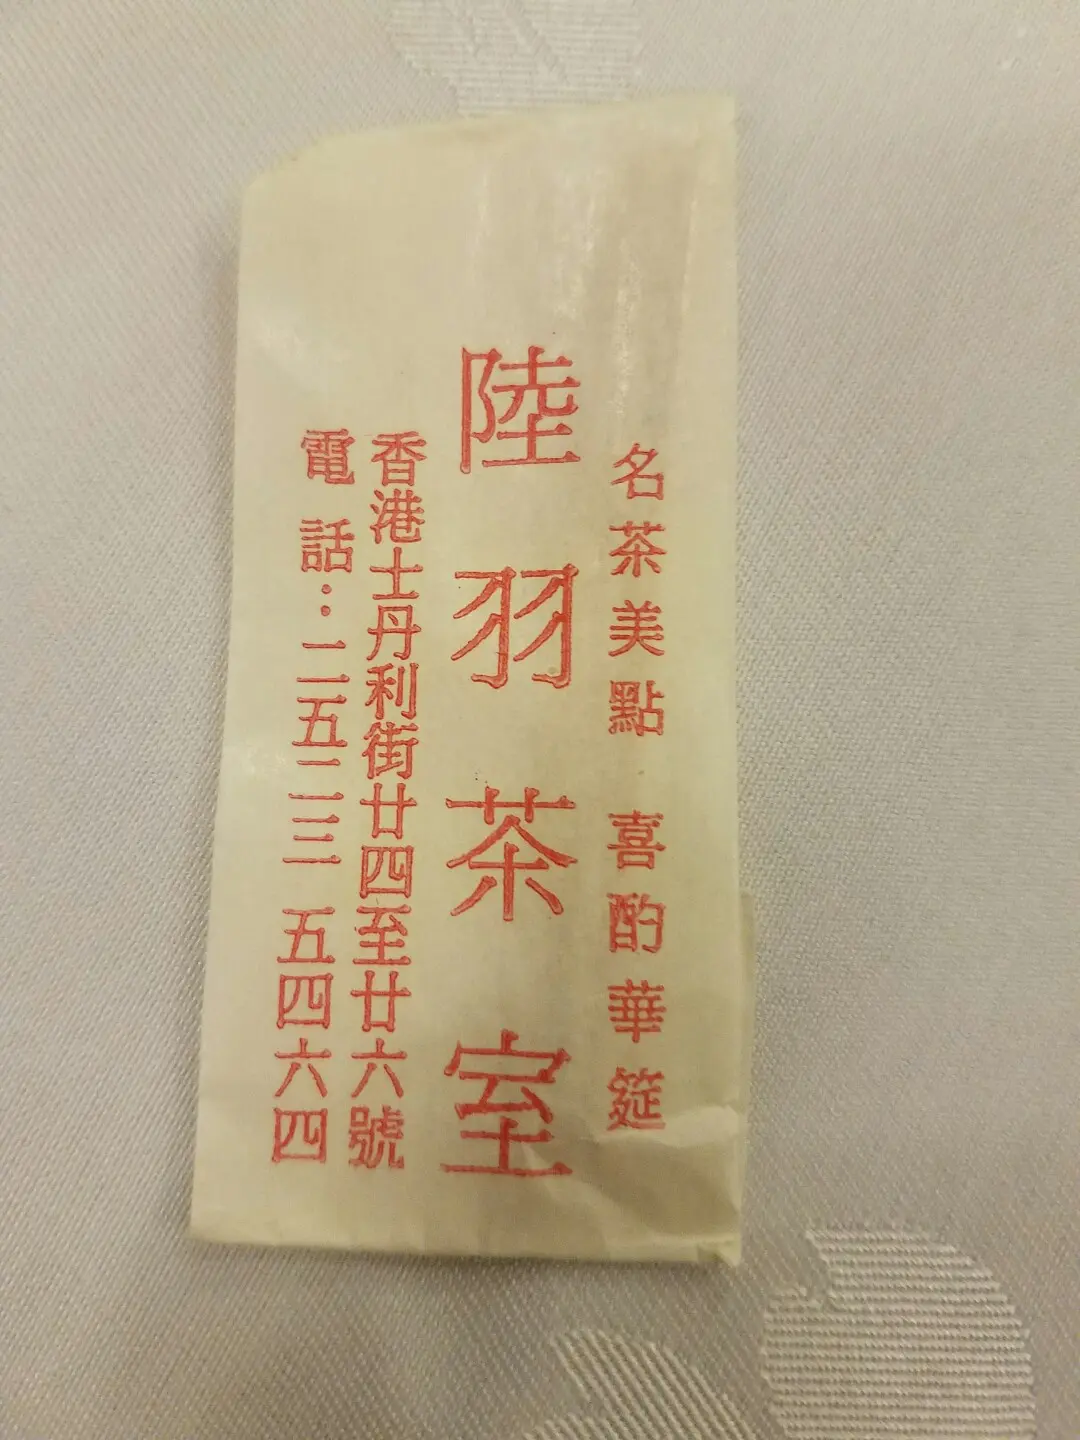 名茶美點 喜酌華筵
陸羽茶室
香港士丹利街廿四至廿六號
電話：二五二三 五四六四